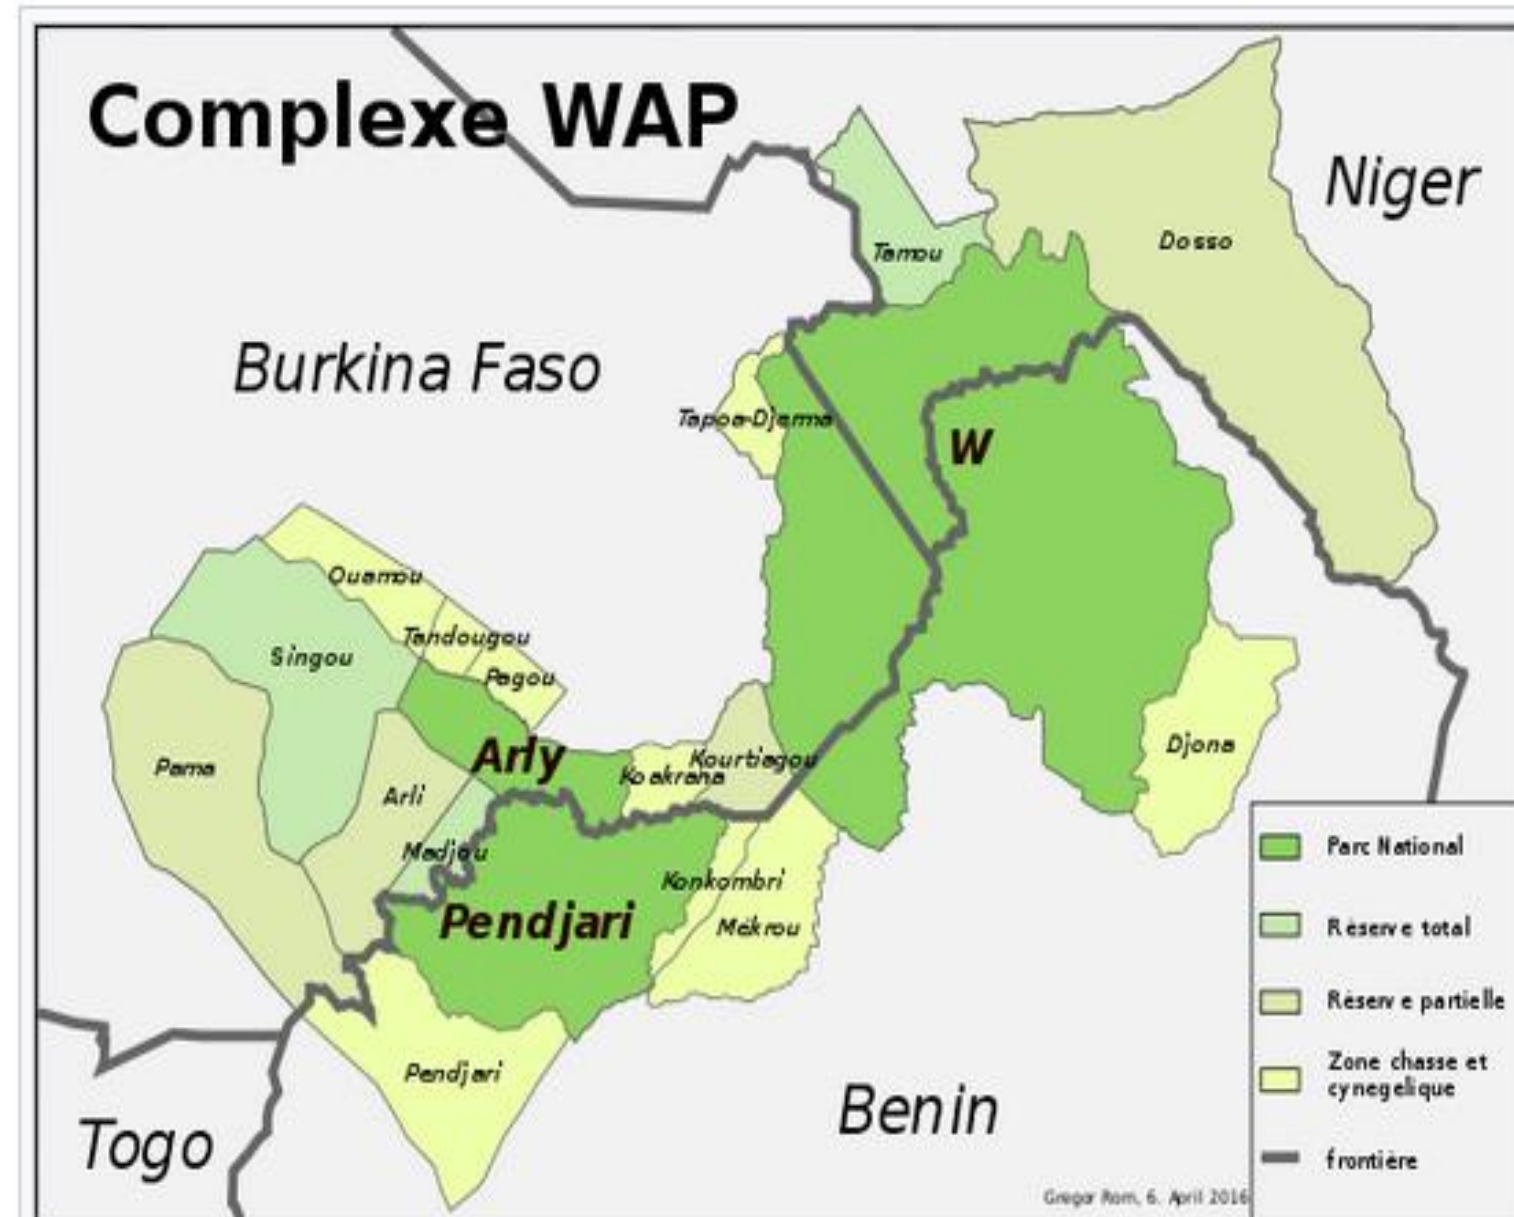 Complexe WAP
Niger
Tamou
Dosso
Burkina Faso
Tapoa-Djerma
W
Ouamou
Tandougou
Singou
Pagou
Arly
Kourtiagou
Koakrana
Djona
Pama
Arli
Madjou
Konkombri
Pendjari
Mékrou
Pendjari
Benin
Togo
Parc National
Réserve total
Réserve partielle
Zone chasse et
cynegelique
frontière
Gregor Rom, 6. April 2016